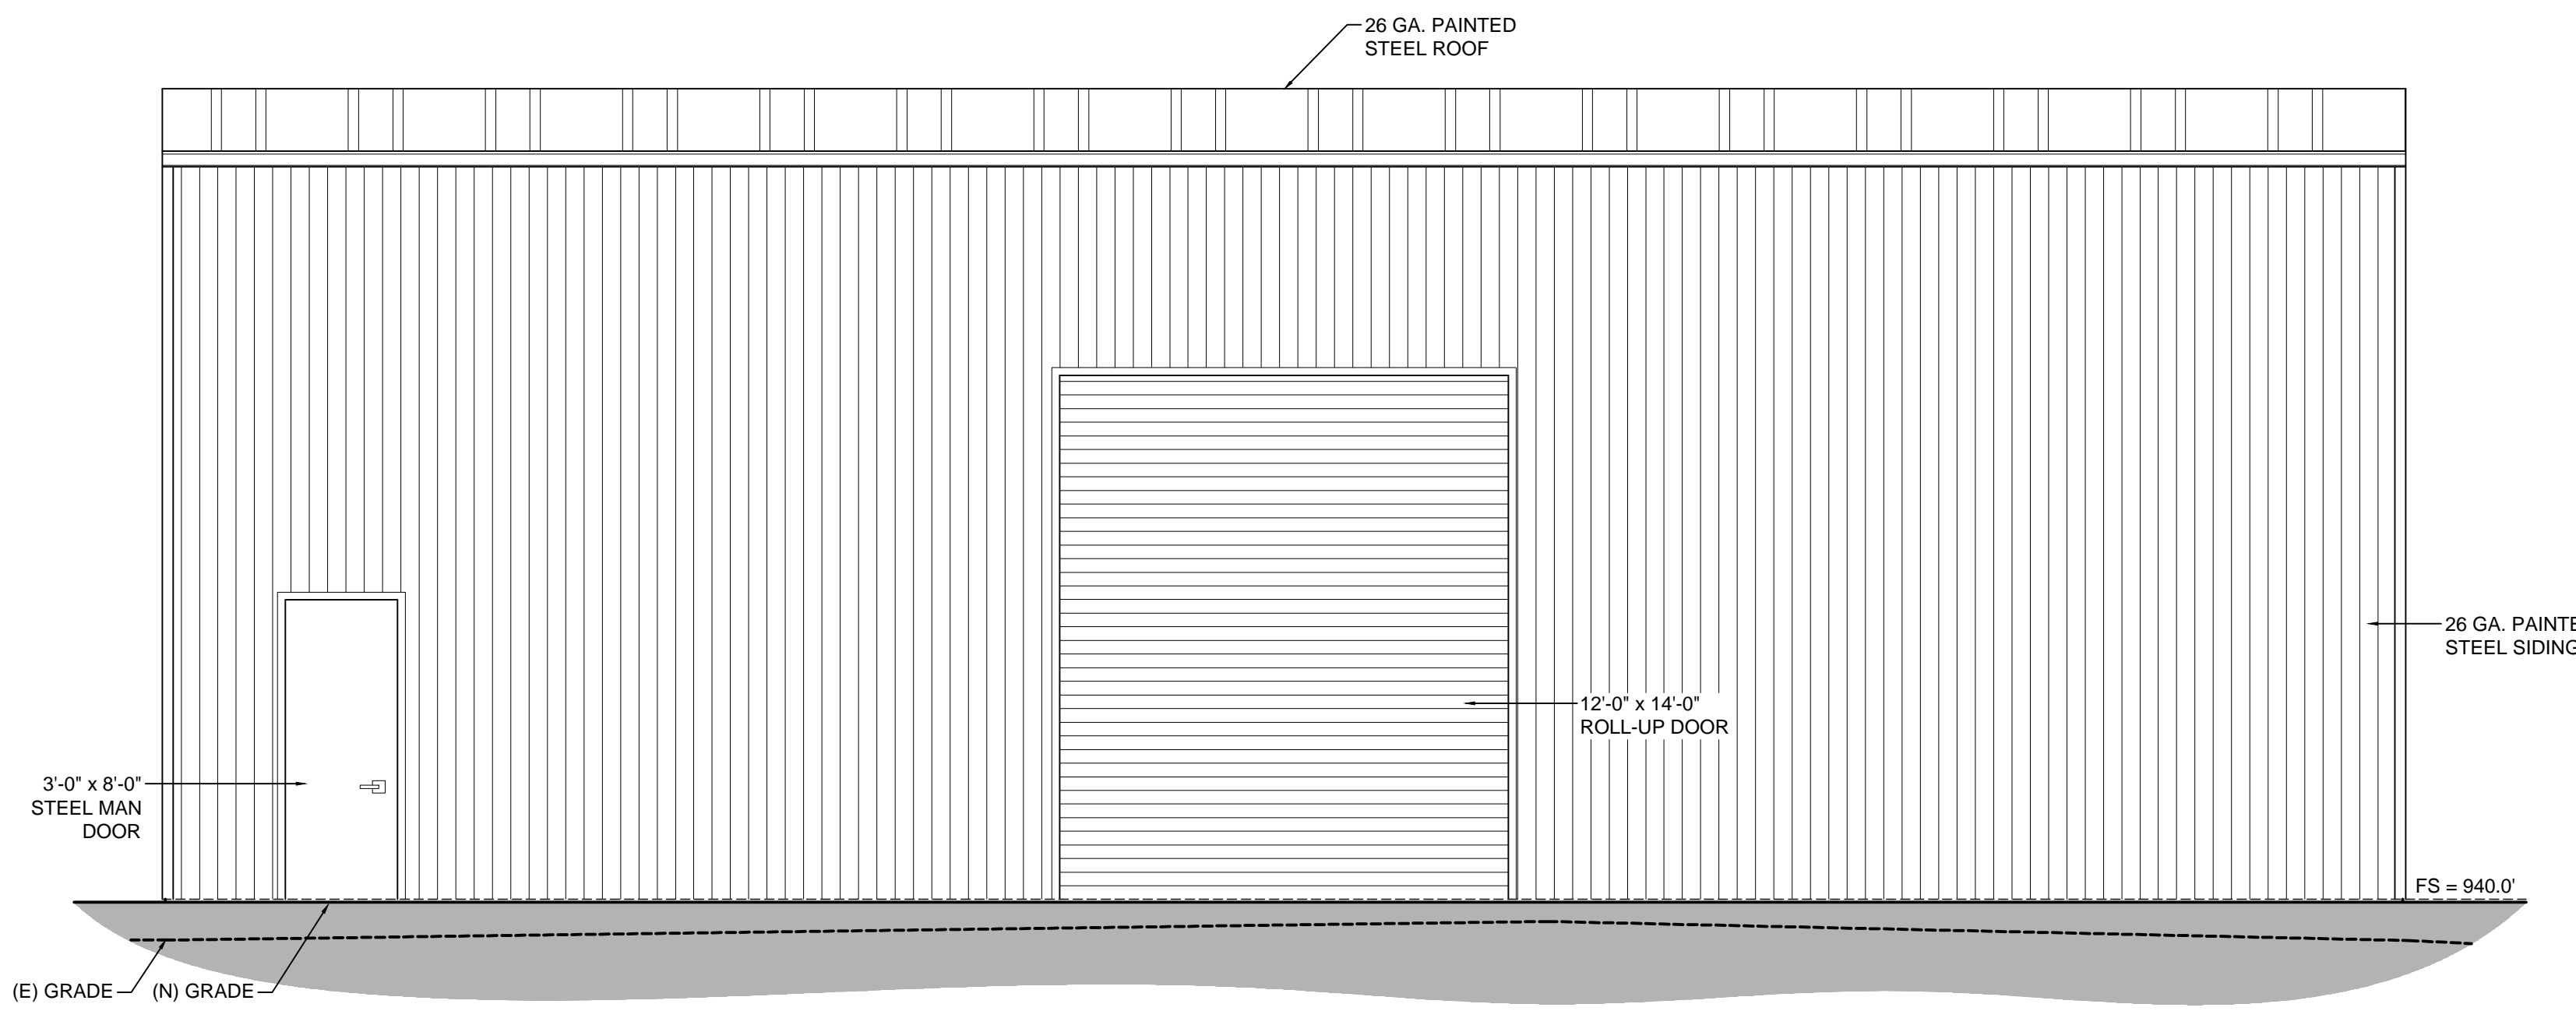 26 GA. PAINTED
STEEL ROOF
26 GA. PAINTE
STEEL SIDING
12'-0" x 14'-0"
ROLL-UP DOOR
3'-0" x 8'-0"
STEEL MAN
DOOR
FS = 940.0'
(E) GRADE
(N) GRADE